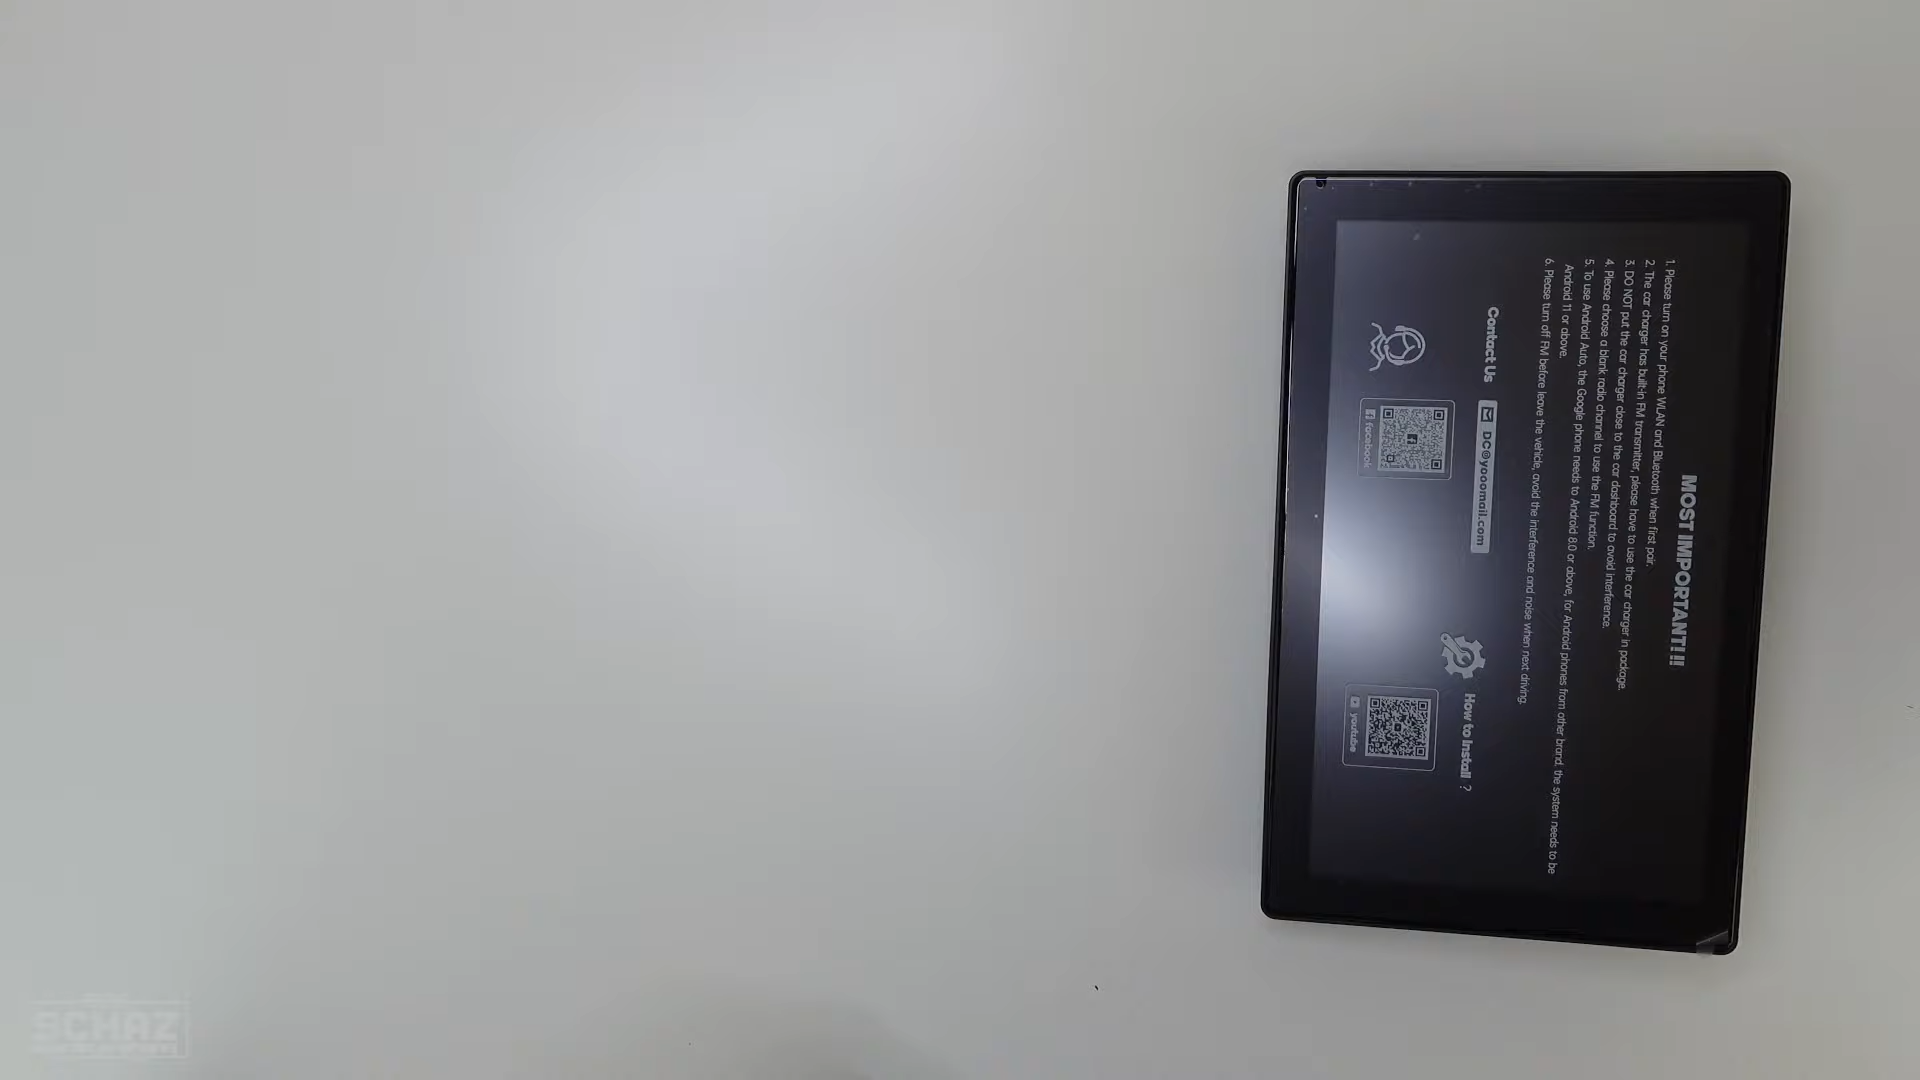 MOST IMPORTANT! !!
1. Please turn on your phone WLAN and Bluetooth when first pair.
2. The car charger has built-in FM transmitter, please have to use the car charger in package.
3. DO NOT put the car charger close to the car dashboard to avoid interference.
4. Please choose a blank radio channel to use the FM function.
5. To use Android Auto, the Google phone needs to Android 8.0 or above, for Android phones from other brand. the system needs to be
Android 11 or above.
6. Please turn off FM before leave the vehicle, avoid the interference and noise when next driving.
Contact Us
DC@yooomail.com
facebook
How to Install ?
youtube
SCHAZ